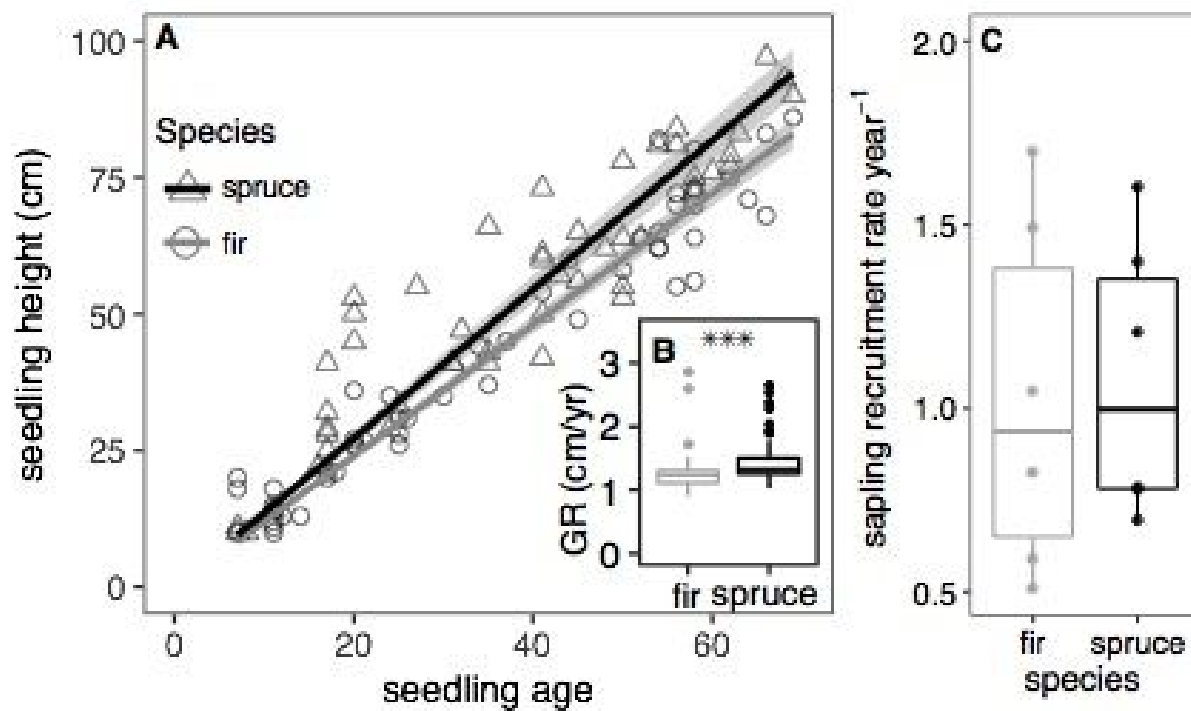 A
100
75
50
25
0
seedling height (cm)
Species
spruce
fir
0
20
40
60
seedling age
B
***
3
2
1
0
GR (cm/yr)
fir spruce
C
2.0
1.5
1.0
0.5
sapling recruitment rate year⁻¹
fir
spruce
species